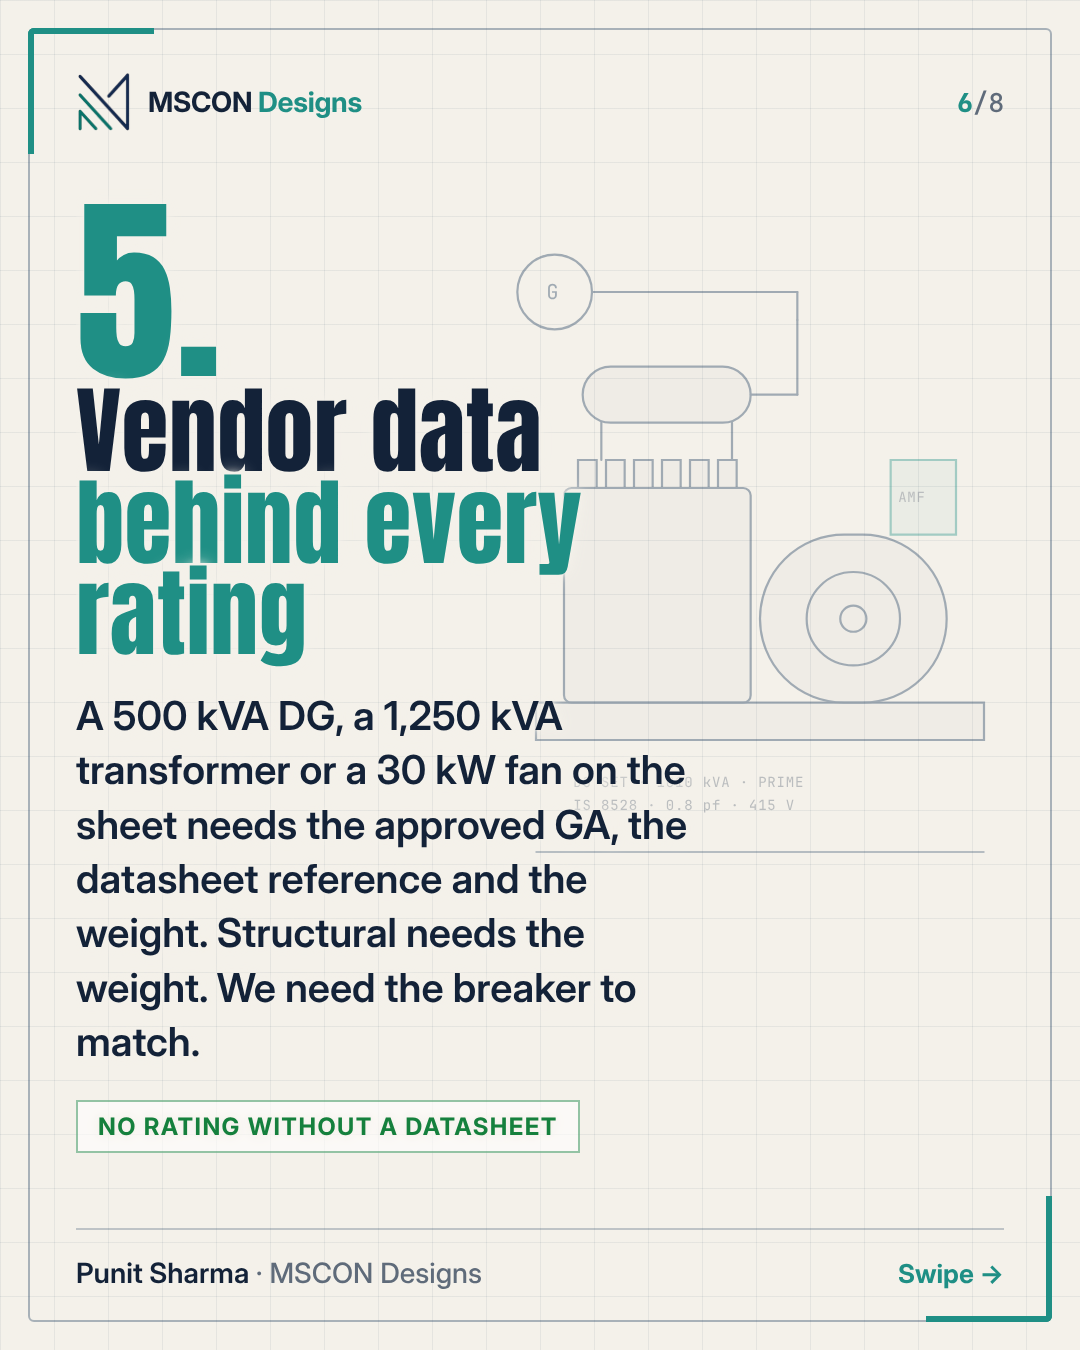 MSCON Designs
6/8
5.
Vendor data
behind every
rating
G
AMF
A 500 kVA DG, a 1,250 kVA
transformer or a 30 kW fan on the
sheet needs the approved GA, the
datasheet reference and the
weight. Structural needs the
weight. We need the breaker to
match.
SET kVA · PRIME
IS 8528 · 0.8 pf · 415 V
NO RATING WITHOUT A DATASHEET
Punit Sharma · MSCON Designs
Swipe →